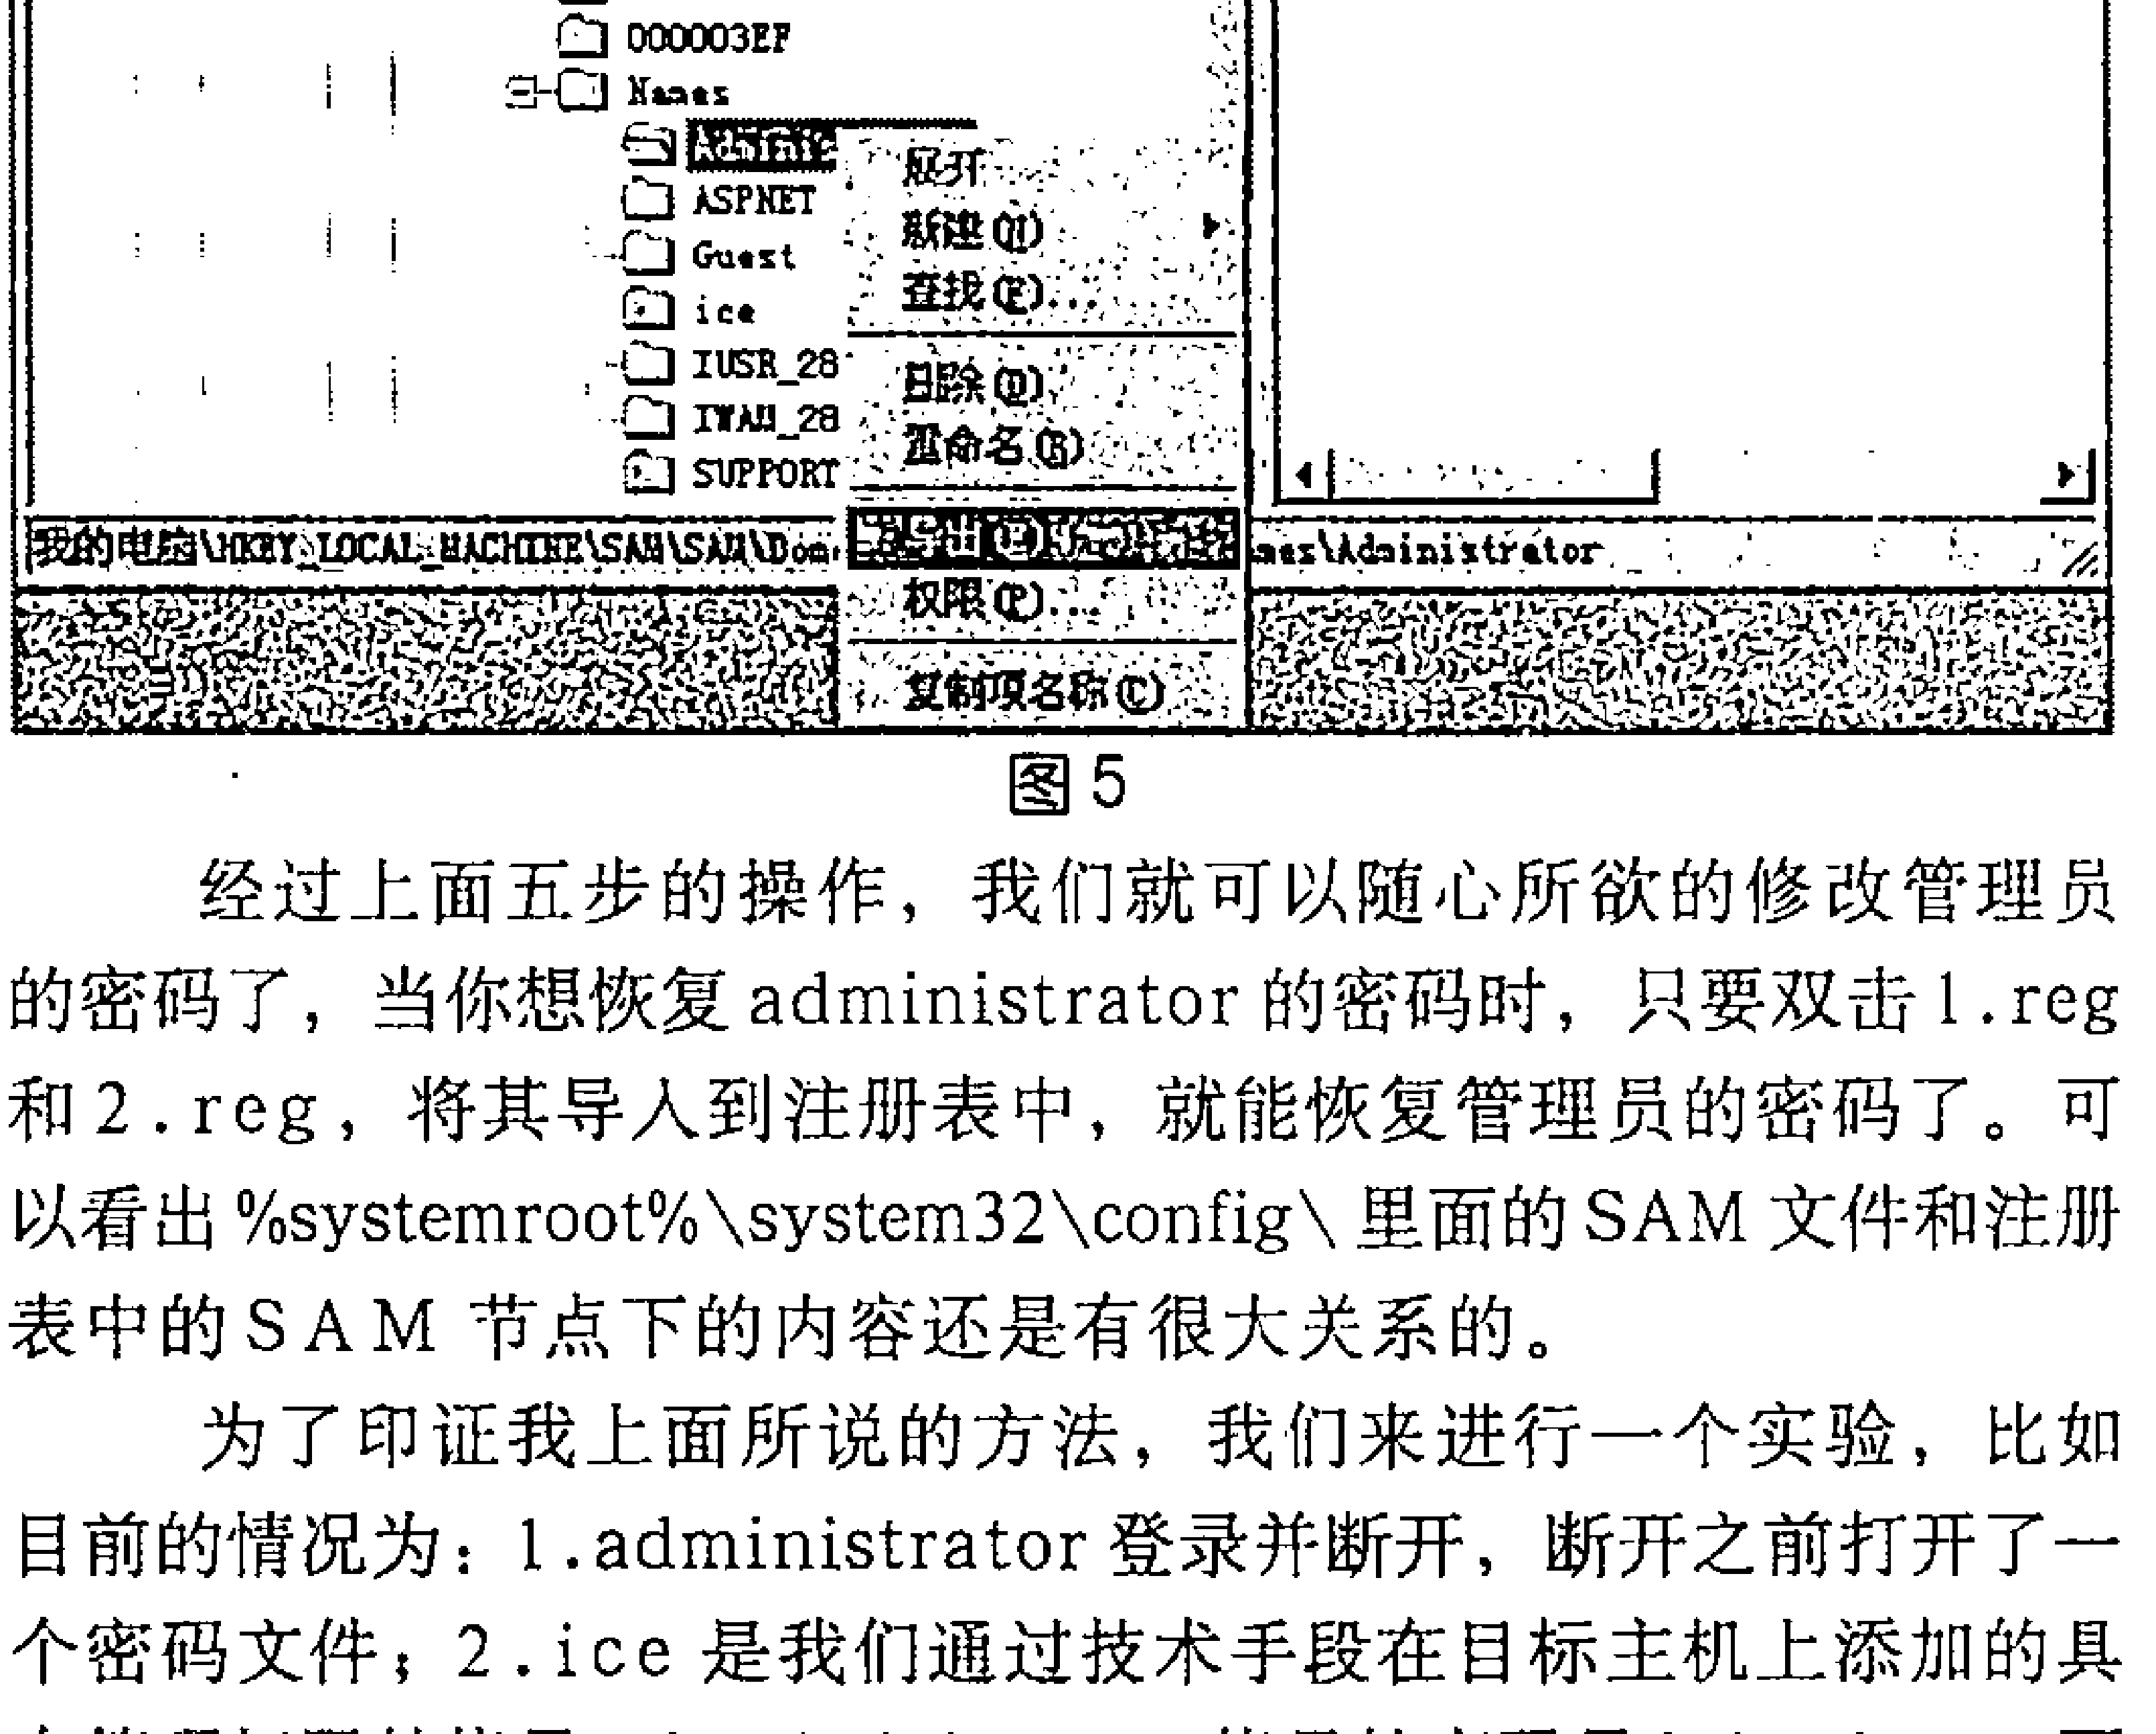 000003EF
Names
ASPNET
Guest
ice
IUSR_28
IWAM_28
SUPPORT
展开
新建(N)
查找(F)...
删除(D)
重命名(R)
权限(P)...
复制项名称(C)
我的电脑\HKEY_LOCAL_MACHINE\SAM\SAM\Dom
mes\Administrator
图5
经过上面五步的操作，我们就可以随心所欲的修改管理员
的密码了，当你想恢复administrator的密码时，只要双击1.reg
和2.reg，将其导入到注册表中，就能恢复管理员的密码了。可
以看出%systemroot%\system32\config\里面的SAM文件和注册
表中的SAM 节点下的内容还是有很大关系的。
为了印证我上面所说的方法，我们来进行一个实验，比如
目前的情况为：1.administrator登录并断开，断开之前打开了一
个密码文件；2.ice是我们通过技术手段在目标主机上添加的具